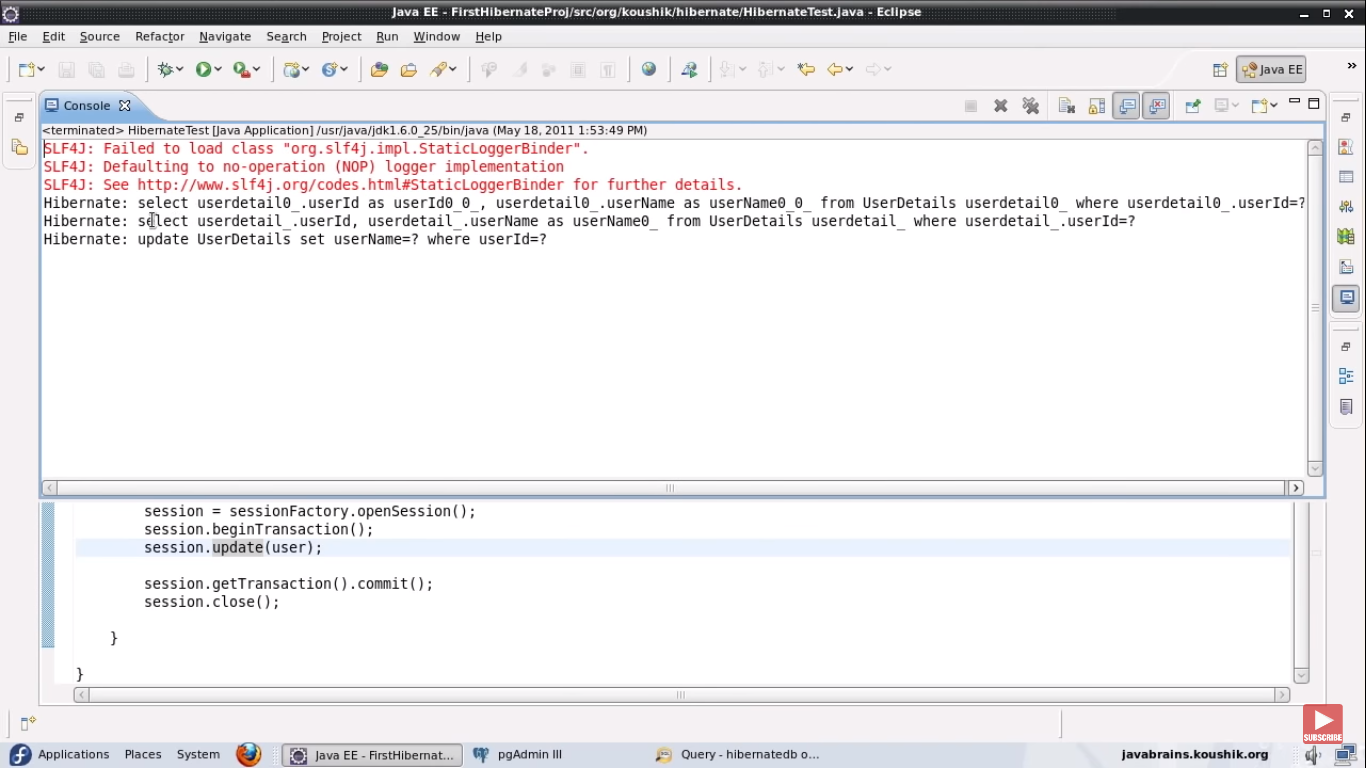 Java EE - FirstHibernateProj/src/org/koushik/hibernate/HibernateTest.java - Eclipse
File Edit Source Refactor Navigate Search Project Run Window Help
Java EE »
Console
<terminated> HibernateTest [Java Application] /usr/java/jdk1.6.0_25/bin/java (May 18, 2011 1:53:49 PM)
SLF4J: Failed to load class "org.slf4j.impl.StaticLoggerBinder".
SLF4J: Defaulting to no-operation (NOP) logger implementation
SLF4J: See http://www.slf4j.org/codes.html#StaticLoggerBinder for further details.
Hibernate: select userdetail0_.userId as userId0_0_, userdetail0_.userName as userName0_0_ from UserDetails userdetail0_ where userdetail0_.userId=?
Hibernate: select userdetail_.userId, userdetail_.userName as userName0_ from UserDetails userdetail_ where userdetail_.userId=?
Hibernate: update UserDetails set userName=? where userId=?
session = sessionFactory.openSession();
session.beginTransaction();
session.update(user);
session.getTransaction().commit();
session.close();
}
}
SUBSCRIBE
Applications Places System Java EE - FirstHibernat... pgAdmin III Query - hibernatedb o... javabrains.koushik.org